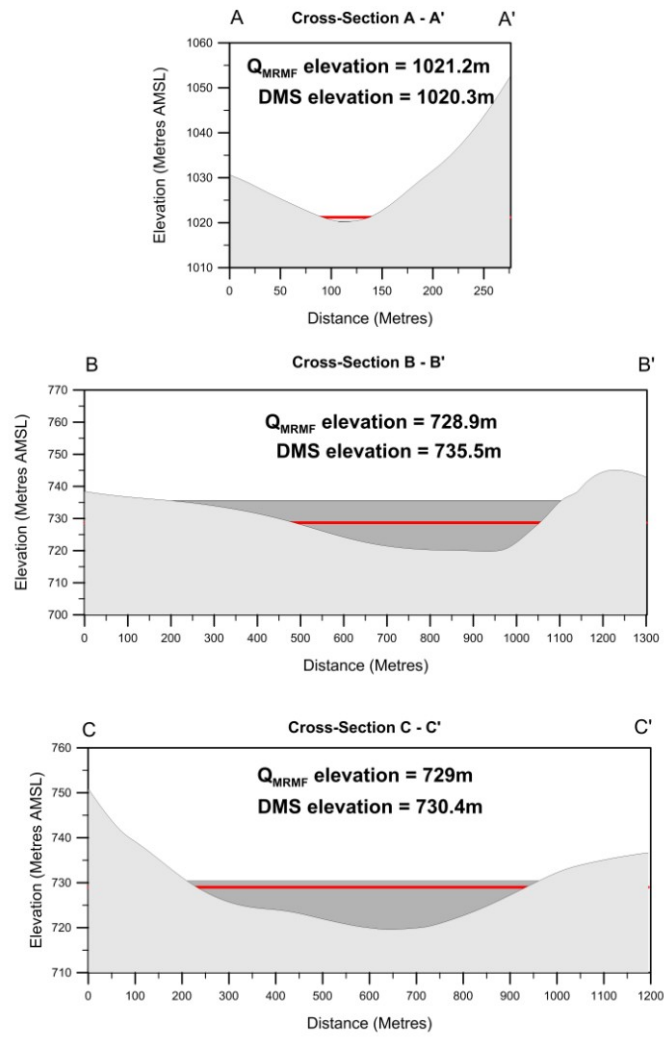 A Cross-Section A - A' A'
Q_MRMF elevation = 1021.2m
DMS elevation = 1020.3m
Elevation (Metres AMSL)
1060
1050
1040
1030
1020
1010
0 50 100 150 200 250
Distance (Metres)
B Cross-Section B - B' B'
Q_MRMF elevation = 728.9m
DMS elevation = 735.5m
Elevation (Metres AMSL)
770
760
750
740
730
720
710
700
0 100 200 300 400 500 600 700 800 900 1000 1100 1200 1300
Distance (Metres)
C Cross-Section C - C' C'
Q_MRMF elevation = 729m
DMS elevation = 730.4m
Elevation (Metres AMSL)
760
750
740
730
720
710
0 100 200 300 400 500 600 700 800 900 1000 1100 1200
Distance (Metres)